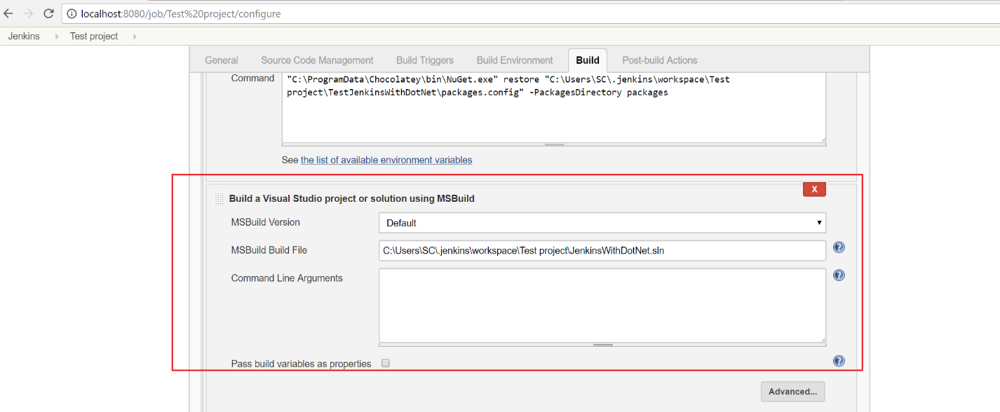 localhost:8080/job/Test%20project/configure
Jenkins Test project
General Source Code Management Build Triggers Build Environment Build Post-build Actions
Command "C:\ProgramData\Chocolatey\bin\NuGet.exe" restore "C:\Users\SC\.jenkins\workspace\Test
project\TestJenkinsWithDotNet\packages.config" -PackagesDirectory packages
See the list of available environment variables
X
Build a Visual Studio project or solution using MSBuild
MSBuild Version Default
MSBuild Build File C:\Users\SC\.jenkins\workspace\Test project\JenkinsWithDotNet.sln
Command Line Arguments
Pass build variables as properties
Advanced...